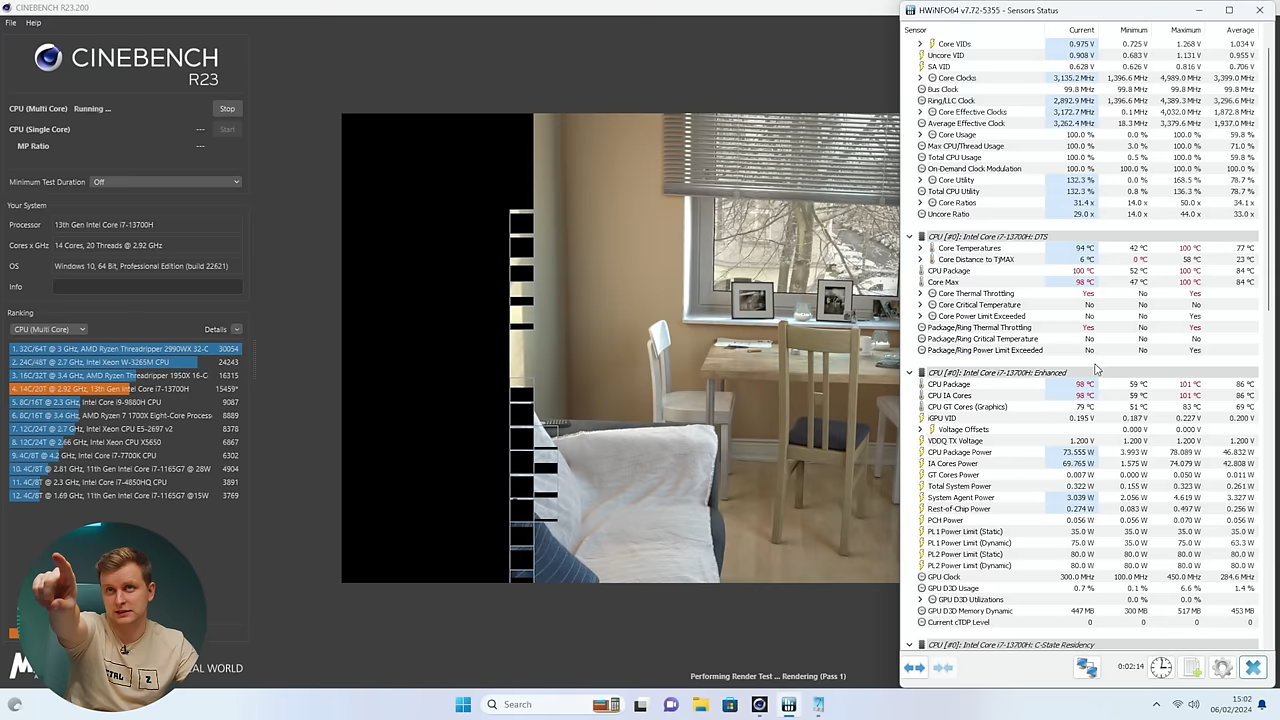 CINEBENCH R23.200
File Help
CINEBENCH
R23
CPU (Multi Core) Running ... Stop
CPU (Single Core) --- Start
---
Off
Your System
Processor 13th Gen Intel Core i7-13700H
Cores x GHz 14 Cores, 20 Threads @ 2.92 GHz
OS Windows 10, 64 Bit, Professional Edition (build 22621)
Info
Ranking
CPU (Multi Core) Details
1. 32C/64T @ 3 GHz, AMD Ryzen Threadripper 2990WX 32-C 30054
2. 24C/48T @ 2.7 GHz, Intel Xeon W-3265M CPU 24243
3. 16C/32T @ 3.4 GHz, AMD Ryzen Threadripper 1950X 16-C 16315
4. 14C/20T @ 2.92 GHz, 13th Gen Intel Core i7-13700H 15459*
5. 8C/16T @ 2.3 GHz, Intel Core i9-9880H CPU 9087
6. 8C/16T @ 3.4 GHz, AMD Ryzen 7 1700X Eight-Core Process 8889
7. 12C/24T @ 2.7 GHz, Intel Xeon CPU E5-2697 v2 8378
8. 12C/24T @ 2.66 GHz, Intel Xeon CPU X5650 6867
9. 4C/8T @ 4.2 GHz, Intel Core i7-7700K CPU 6302
10. 4C/8T @ 2.81 GHz, 11th Gen Intel Core i7-1165G7 @ 28W 4904
11. 4C/8T @ 2.3 GHz, Intel Core i7-4850HQ CPU 3891
12. 4C/8T @ 1.69 GHz, 11th Gen Intel Core i7-1165G7 @15W 3769
CTRL Z
AL WORLD
Performing Render Test ... Rendering (Pass 1)
HWiNFO64 v7.72-5355 - Sensors Status
Sensor Current Minimum Maximum Average
Core VIDs 0.975 V 0.725 V 1.268 V 1.034 V
Uncore VID 0.908 V 0.683 V 1.131 V 0.955 V
SA VID 0.628 V 0.626 V 0.816 V 0.706 V
Core Clocks 3,135.2 MHz 1,396.6 MHz 4,989.0 MHz 3,399.0 MHz
Bus Clock 99.8 MHz 99.8 MHz 99.8 MHz 99.8 MHz
Ring/LLC Clock 2,892.9 MHz 1,396.6 MHz 4,389.3 MHz 3,296.6 MHz
Core Effective Clocks 3,172.7 MHz 0.1 MHz
Average Effective Clock 3,262.4 MHz 18.3 MHz 1,937.0 MHz
Core Usage 100.0 % 0.0 % 100.0 % 59.8 %
Max CPU/Thread Usage 100.0 % 3.0 % 100.0 % 71.0 %
Total CPU Usage 100.0 % 0.5 % 100.0 % 59.8 %
On-Demand Clock Modulation 100.0 % 100.0 % 100.0 % 100.0 %
Core Utility 132.3 % 0.0 % 168.5 % 78.7 %
Total CPU Utility 132.3 % 0.8 % 136.3 % 78.7 %
Core Ratios 31.4 x 14.0 x 50.0 x 34.1 x
Uncore Ratio 29.0 x 14.0 x 44.0 x 33.0 x
CPU [#0]: Intel Core i7-13700H: DTS
Core Temperatures 94 °C 42 °C 100 °C 77 °C
Core Distance to TjMAX 6 °C 0 °C 58 °C 23 °C
CPU Package 100 °C 52 °C 100 °C 84 °C
Core Max 98 °C 47 °C 100 °C 84 °C
Core Thermal Throttling Yes No Yes
Core Critical Temperature No No No
Core Power Limit Exceeded No No Yes
Package/Ring Thermal Throttling Yes No Yes
Package/Ring Critical Temperature No No No
Package/Ring Power Limit Exceeded No No Yes
CPU [#0]: Intel Core i7-13700H: Enhanced
CPU Package 98 °C 59 °C 101 °C 86 °C
CPU IA Cores 98 °C 59 °C 101 °C 86 °C
CPU GT Cores (Graphics) 79 °C 51 °C 83 °C 69 °C
GPU VID 0.195 V 0.187 V 0.227 V 0.200 V
Voltage Offsets 0.000 V 0.000 V
VDDQ TX Voltage 1.200 V 1.200 V 1.200 V 1.200 V
CPU Package Power 73.555 W 3.993 W 78.089 W
IA Cores Power 69.765 W 1.575 W 74.079 W
GT Cores Power 0.007 W 0.000 W
Total System Power 0.322 W 0.155 W 0.323 W 0.261 W
System Agent Power 3.039 W 2.056 W 4.619 W
Rest-of-Chip Power 0.274 W 0.083 W 0.497 W 0.256 W
PCH Power 0.056 W 0.056 W 0.070 W 0.056 W
PL1 Power Limit (Static) 35.0 W 35.0 W 35.0 W 35.0 W
PL1 Power Limit (Dynamic) 75.0 W 35.0 W 75.0 W 63.3 W
PL2 Power Limit (Static) 80.0 W 80.0 W 80.0 W 80.0 W
PL2 Power Limit (Dynamic) 80.0 W 80.0 W 80.0 W 80.0 W
GPU Clock 300.0 MHz 100.0 MHz 450.0 MHz 284.6 MHz
GPU D3D Usage 0.7 % 0.1 % 6.6 % 1.4 %
GPU D3D Utilizations 0.0 % 0.0 %
GPU D3D Memory Dynamic 447 MB 300 MB 517 MB 453 MB
Current cTDP Level 0 0 0 0
CPU [#0]: Intel Core i7-13700H: C-State Residency
0:02:14
Search
15:02
06/02/2024